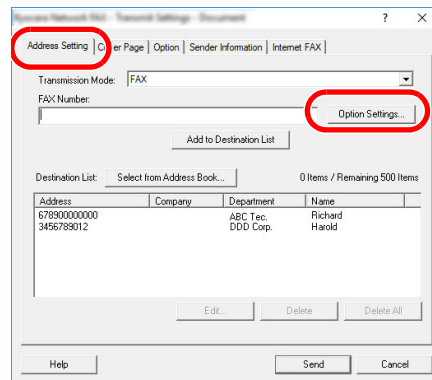 Kyocera Network FAX - Transmit Settings - Document ? ×
Address Setting | Cover Page | Option | Sender Information | Internet FAX
Transmission Mode: FAX
FAX Number:
Option Settings...
Add to Destination List
Destination List: Select from Address Book... 0 Items / Remaining 500 Items
Address Company Department Name
678900000000 ABC Tec. Richard
3456789012 DDD Corp. Harold
Edit... Delete Delete All
Help Send Cancel